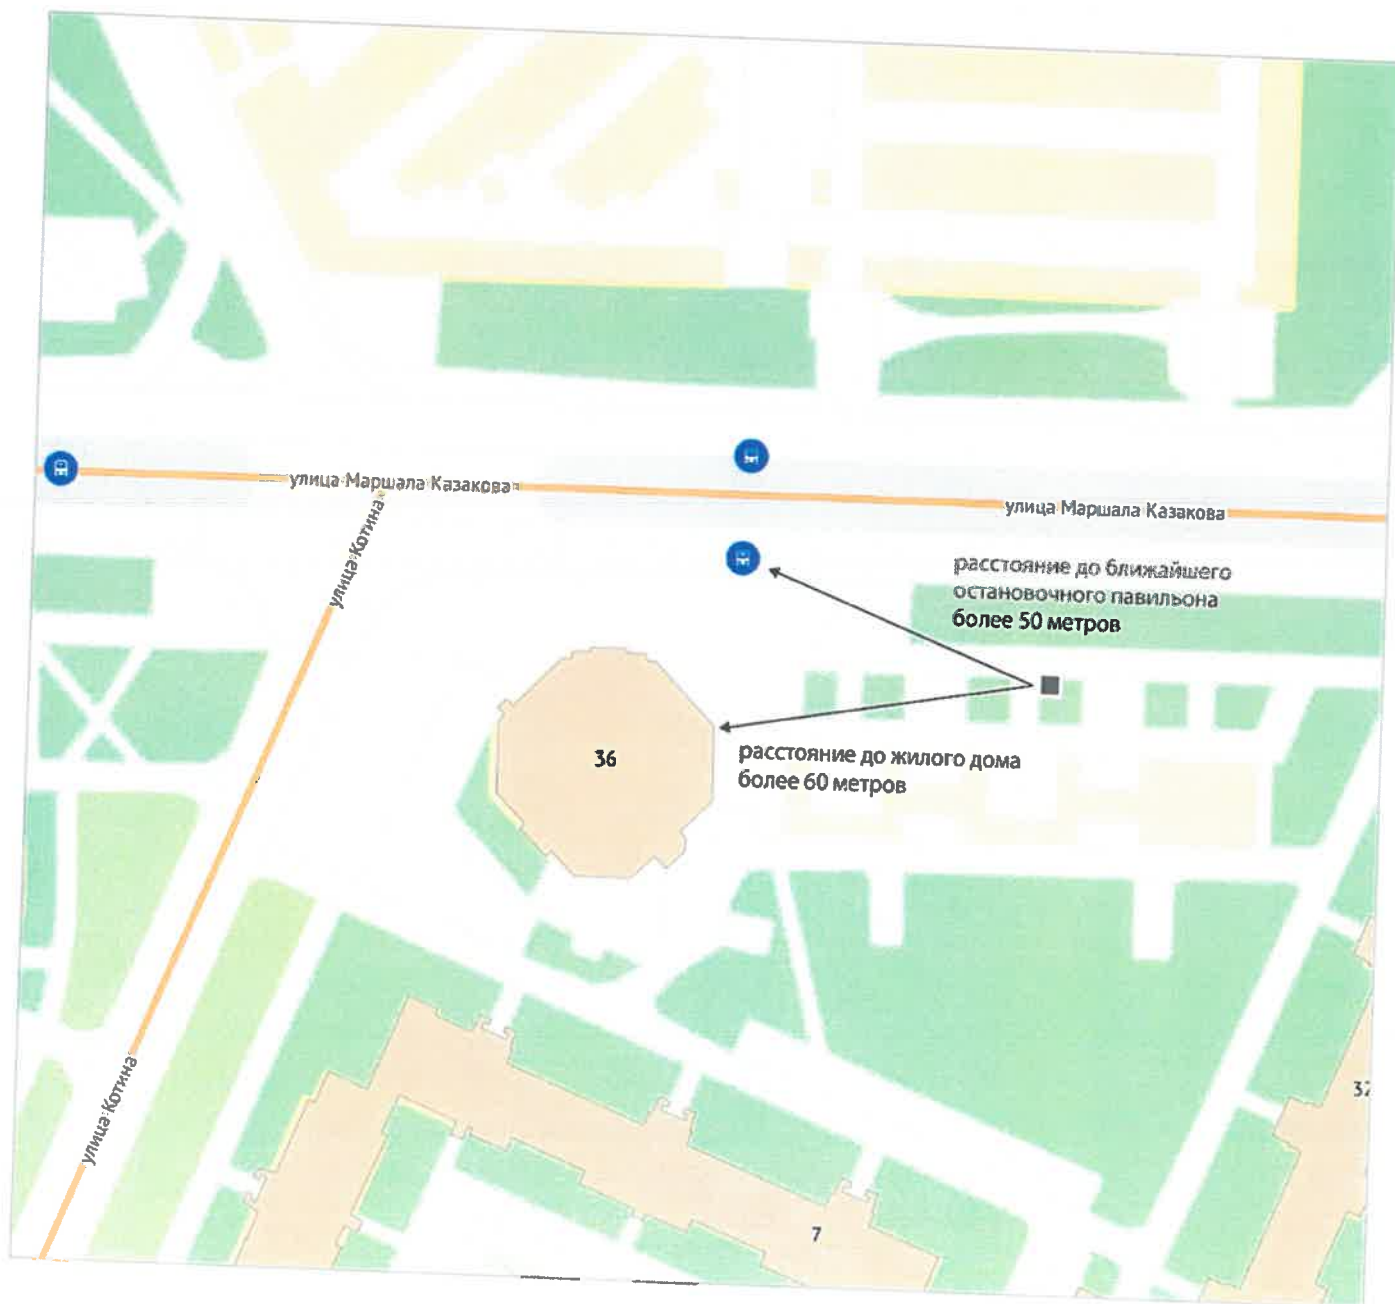 улица Маршала Казакова
улица Маршала Казакова
улица Котина
расстояние до ближайшего
остановочного павильона
более 50 метров
36
расстояние до жилого дома
более 60 метров
улица Котина
32
7